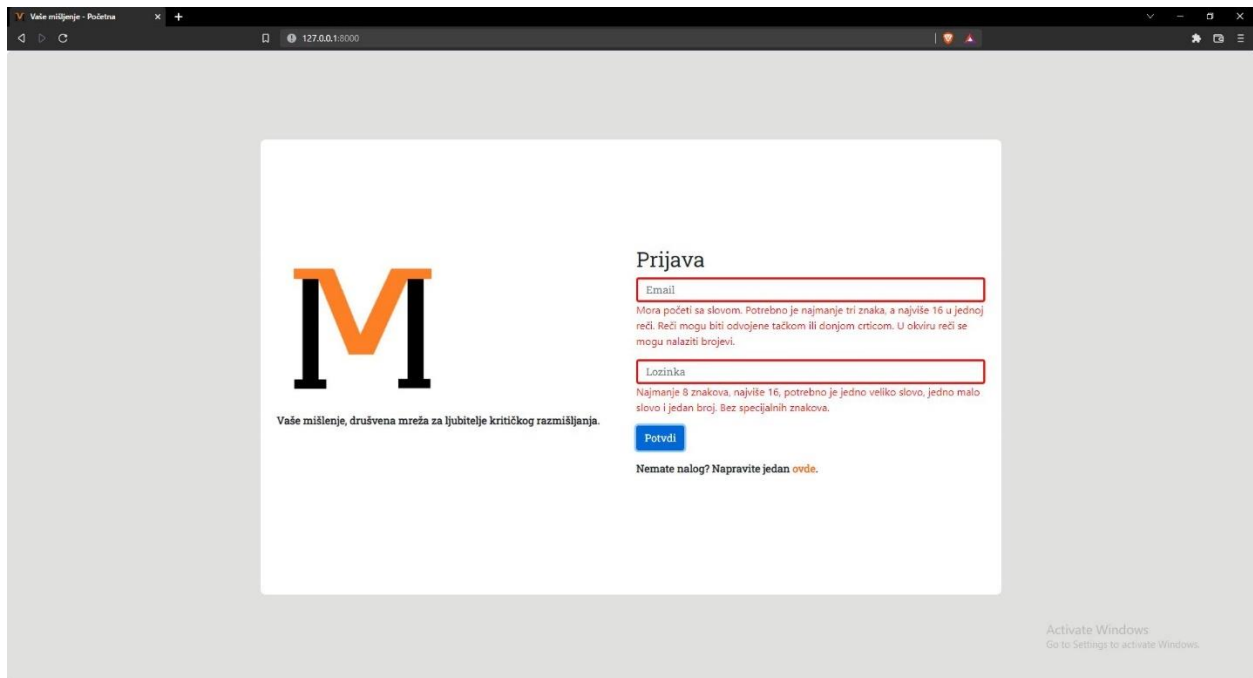 Vaše mišljenje - Početna
127.0.0.1:8000
Prijava
Email
Mora početi sa slovom. Potrebno je najmanje tri znaka, a najviše 16 u jednoj
reči. Reči mogu biti odvojene tačkom ili donjom crticom. U okviru reči se
mogu nalaziti brojevi.
Lozinka
Najmanje 8 znakova, najviše 16, potrebno je jedno veliko slovo, jedno malo
slovo i jedan broj. Bez specijalnih znakova.
Potvdi
Nemate nalog? Napravite jedan ovde.
M
Vaše mišlenje, društvena mreža za ljubitelje kritičkog razmišljanja.
Activate Windows
Go to Settings to activate Windows.